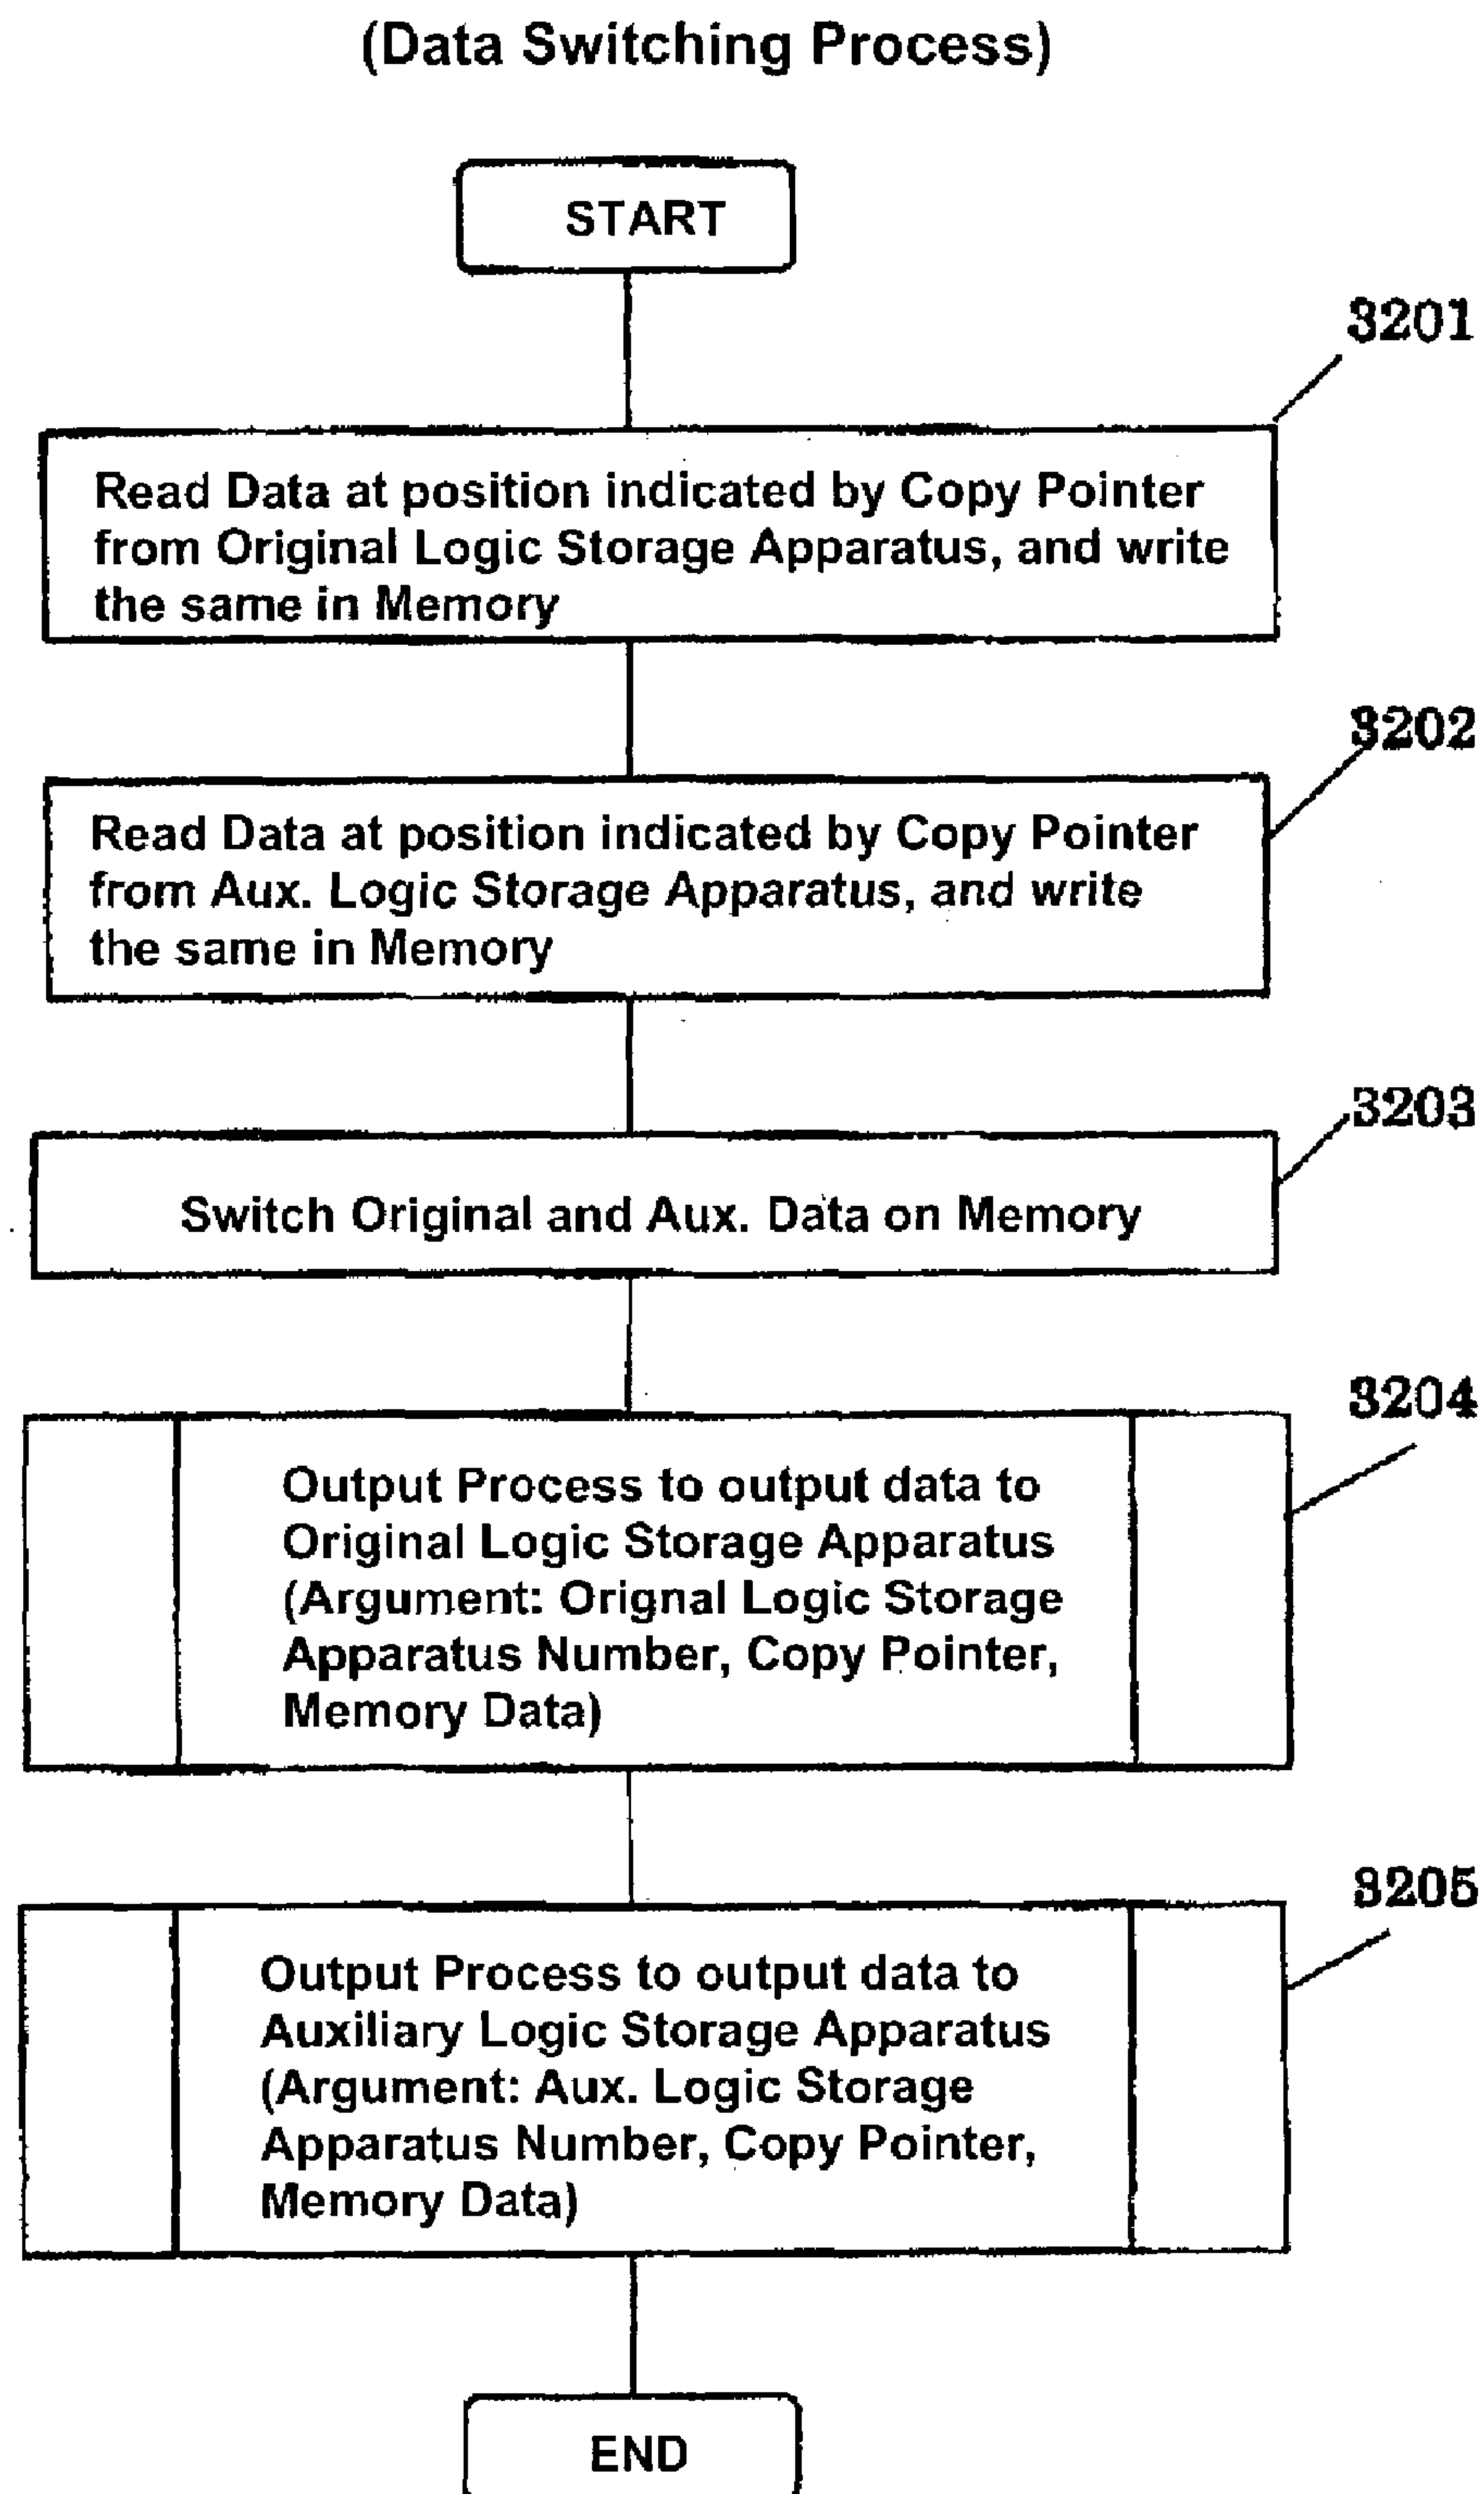 (Data Switching Process)
START
3201
Read Data at position indicated by Copy Pointer
from Original Logic Storage Apparatus, and write
the same in Memory
3202
Read Data at position indicated by Copy Pointer
from Aux. Logic Storage Apparatus, and write
the same in Memory
3203
Switch Original and Aux. Data on Memory
3204
Output Process to output data to
Original Logic Storage Apparatus
(Argument: Orignal Logic Storage
Apparatus Number, Copy Pointer,
Memory Data)
3205
Output Process to output data to
Auxiliary Logic Storage Apparatus
(Argument: Aux. Logic Storage
Apparatus Number, Copy Pointer,
Memory Data)
END